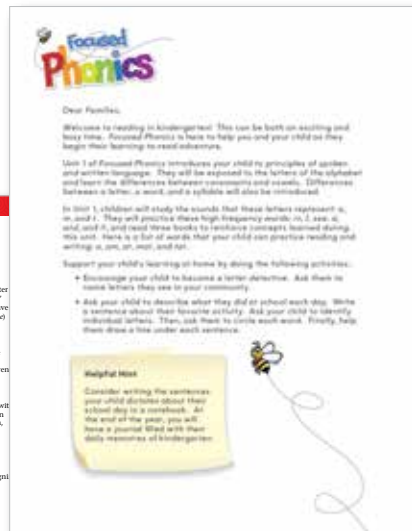 Focused
Phonics
Dear Families,
Welcome to reading in kindergarten! This can be both an exciting and
busy time. Focused Phonics is here to help you and your child as they
begin their learning-to-read adventure.
Unit 1 of Focused Phonics introduces your child to principles of spoken
and written language. They will be exposed to the letters of the alphabet
and learn the differences between consonants and vowels. Differences
between a letter, a word, and a syllable will also be introduced.
In Unit 1, children will study the sounds that these letters represent: a,
m, and t. They will practice these high-frequency words: in, I, see, a,
and, and it, and read three books to reinforce concepts learned during
this unit. Here is a list of words that your child can practice reading and
writing: a, am, at, mat, and
Support your child's learning at home by doing the following activities:
• Encourage your child to become a letter detective. Ask them to
name letters they see in your community.
• Ask your child to describe what they did at school each day. Write
a sentence about their favorite activity. Ask your child to identify
individual letters. Then, ask them to circle each word. Finally, help
them draw a line under each sentence.
Helpful Hint
Consider writing the sentences
your child dictates about their
school day in a notebook. At
the end of the year, you will
have a journal filled with their
daily memories of kindergarten.